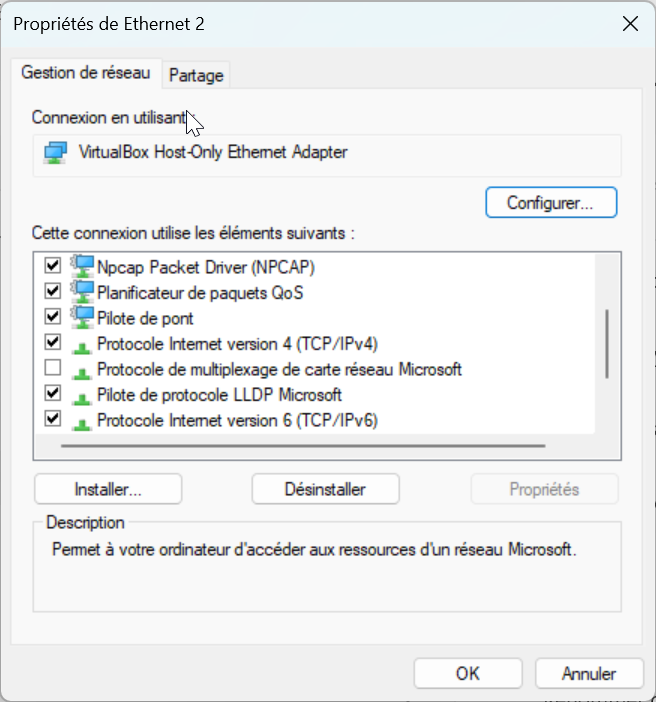 Propriétés de Ethernet 2
Gestion de réseau
Partage
Connexion en utilisant :
VirtualBox Host-Only Ethernet Adapter
Configurer...
Cette connexion utilise les éléments suivants :
Npcap Packet Driver (NPCAP)
Planificateur de paquets QoS
Pilote de pont
Protocole Internet version 4 (TCP/IPv4)
Protocole de multiplexage de carte réseau Microsoft
Pilote de protocole LLDP Microsoft
Protocole Internet version 6 (TCP/IPv6)
Installer...
Désinstaller
Propriétés
Description
Permet à votre ordinateur d'accéder aux ressources d'un réseau Microsoft.
OK
Annuler